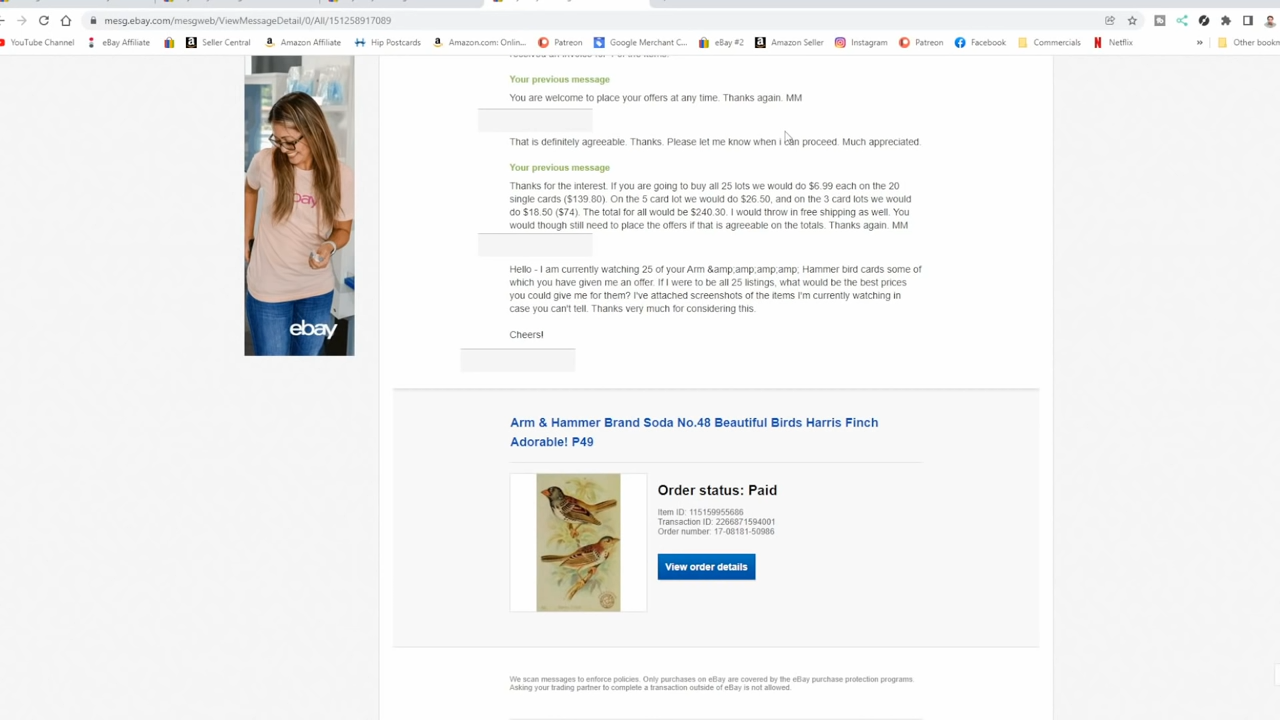 mesg.ebay.com/mesgweb/ViewMessageDetail/0/All/151258917089
YouTube Channel eBay Affiliate Seller Central Amazon Affiliate Hip Postcards Amazon.com: Onlin... Patreon Google Merchant C... eBay #2 Amazon Seller Instagram Patreon Facebook Commercials Netflix » Other bookm
Your previous message
You are welcome to place your offers at any time. Thanks again. MM
That is definitely agreeable. Thanks. Please let me know when i can proceed. Much appreciated.
Your previous message
Thanks for the interest. If you are going to buy all 25 lots we would do $6.99 each on the 20
single cards ($139.80). On the 5 card lot we would do $26.50, and on the 3 card lots we would
do $18.50 ($74). The total for all would be $240.30. I would throw in free shipping as well. You
would though still need to place the offers if that is agreeable on the totals. Thanks again. MM
Hello - I am currently watching 25 of your Arm &amp;amp;amp;amp; Hammer bird cards some of
which you have given me an offer. If I were to be all 25 listings, what would be the best prices
you could give me for them? I've attached screenshots of the items I'm currently watching in
case you can't tell. Thanks very much for considering this.
Cheers!
ebay
Arm & Hammer Brand Soda No.48 Beautiful Birds Harris Finch
Adorable! P49
Order status: Paid
Item ID: 115159955686
Transaction ID: 2266871594001
Order number: 17-08181-50986
View order details
We scan messages to enforce policies. Only purchases on eBay are covered by the eBay purchase protection programs.
Asking your trading partner to complete a transaction outside of eBay is not allowed.